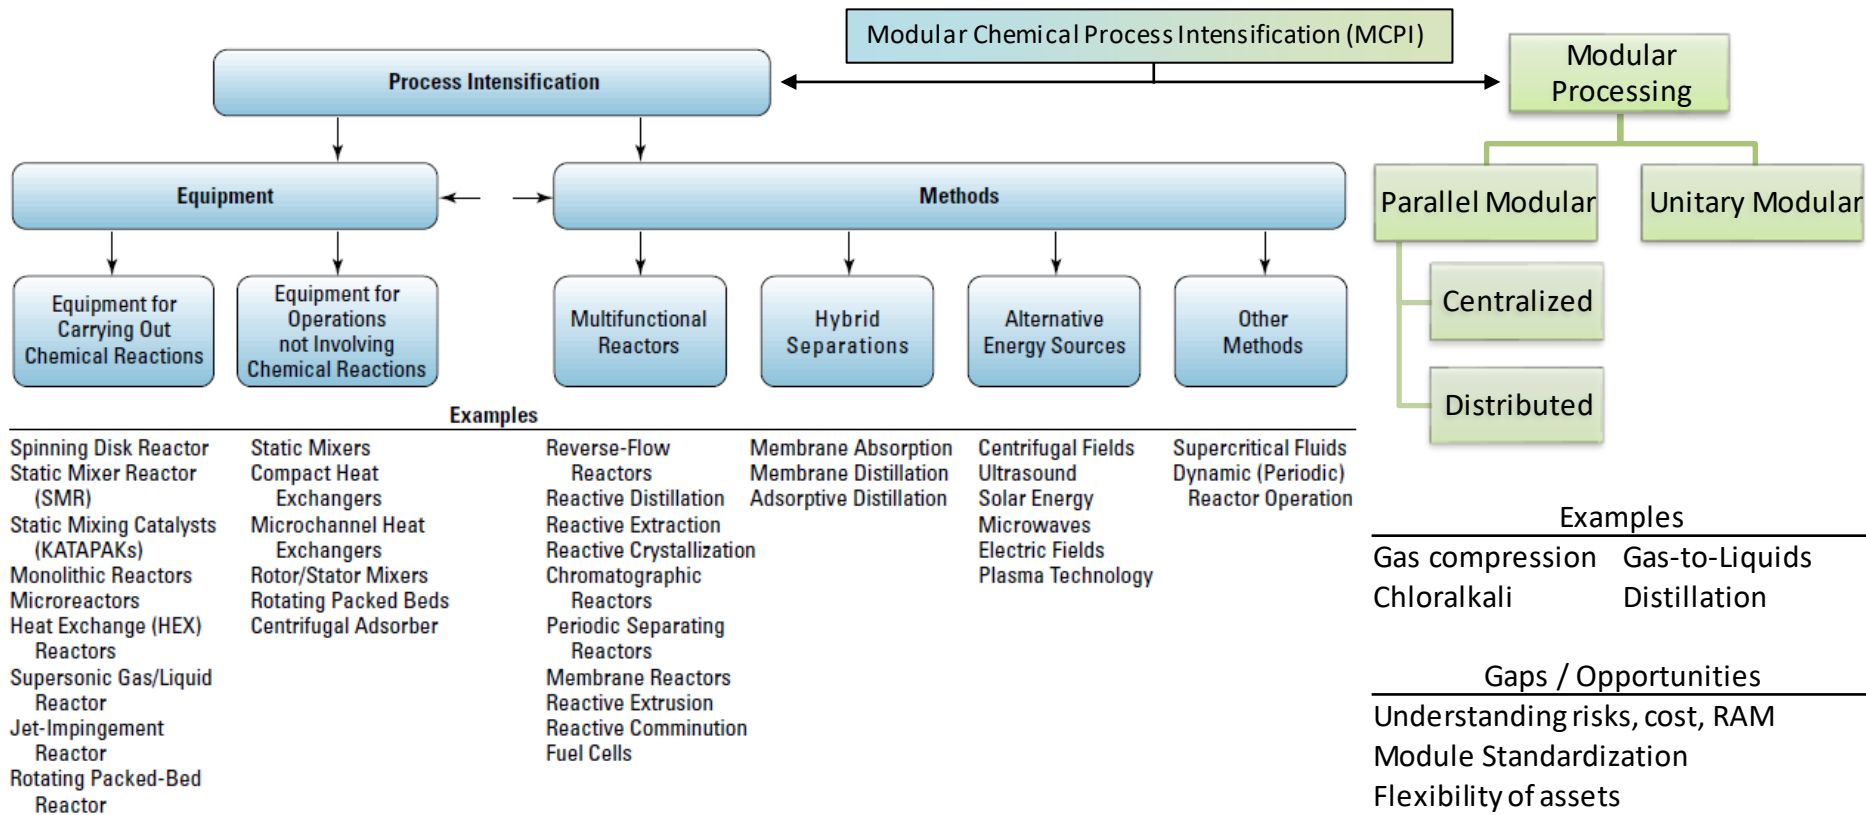 Modular Chemical Process Intensification (MCPI)
Process Intensification
Equipment
Methods
Equipment for
Carrying Out
Chemical Reactions
Equipment for
Operations
not Involving
Chemical Reactions
Multifunctional
Reactors
Hybrid
Separations
Alternative
Energy Sources
Other
Methods
Examples
Spinning Disk Reactor
Static Mixer Reactor
(SMR)
Static Mixing Catalysts
(KATAPAKs)
Monolithic Reactors
Microreactors
Heat Exchange (HEX)
Reactors
Supersonic Gas/Liquid
Reactor
Jet-Impingement
Reactor
Rotating Packed-Bed
Reactor
Static Mixers
Compact Heat
Exchangers
Microchannel Heat
Exchangers
Rotor/Stator Mixers
Rotating Packed Beds
Centrifugal Adsorber
Reverse-Flow
Reactors
Reactive Distillation
Reactive Extraction
Reactive Crystallization
Chromatographic
Reactors
Periodic Separating
Reactors
Membrane Reactors
Reactive Extrusion
Reactive Comminution
Fuel Cells
Membrane Absorption
Membrane Distillation
Adsorptive Distillation
Centrifugal Fields
Ultrasound
Solar Energy
Microwaves
Electric Fields
Plasma Technology
Supercritical Fluids
Dynamic (Periodic)
Reactor Operation
Modular
Processing
Parallel Modular
Unitary Modular
Centralized
Distributed
Examples
Gas compression
Gas-to-Liquids
Chloralkali
Distillation
Gaps / Opportunities
Understanding risks, cost, RAM
Module Standardization
Flexibility of assets